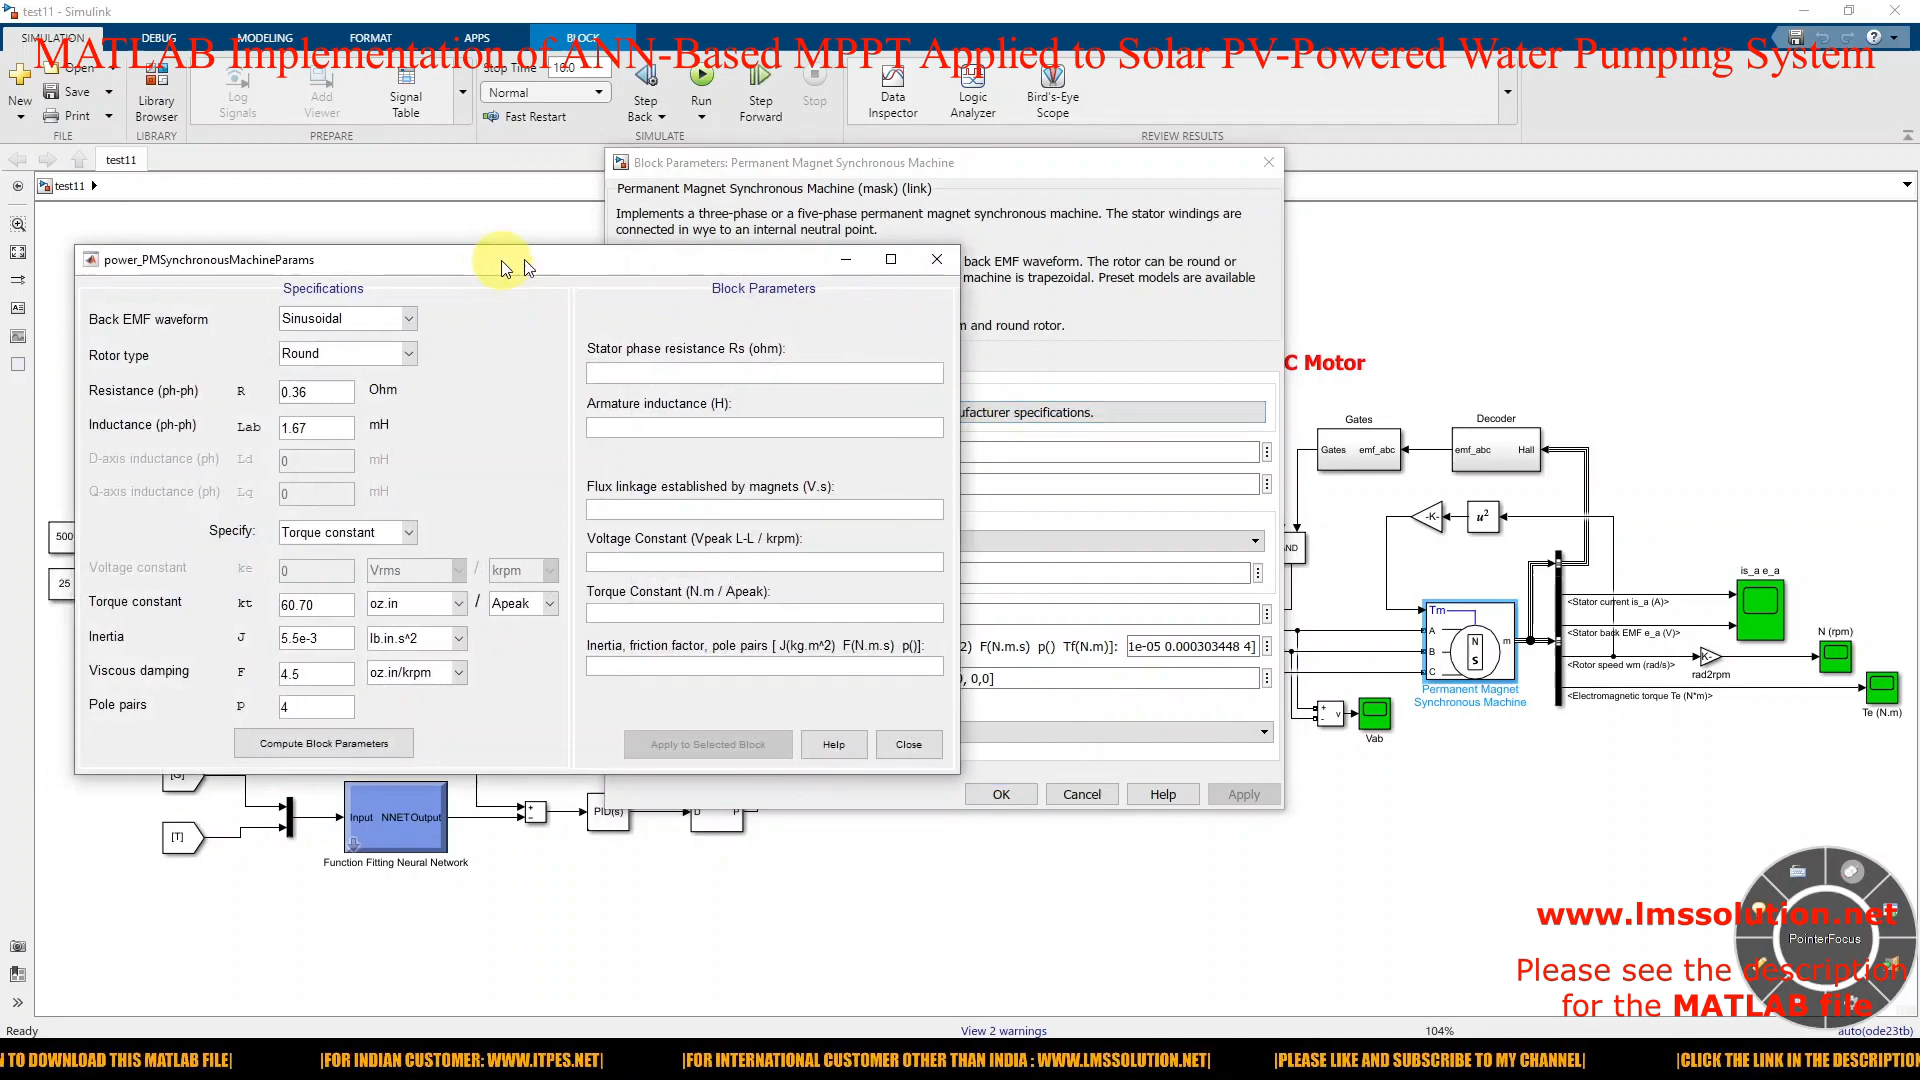 test11 - Simulink
SIMULATION
DEBUG
MODELING
FORMAT
APPS
BLOCK
MATLAB Implementation of ANN-Based MPPT Applied to Solar PV-Powered Water Pumping System
New
Open
Save
Print
FILE
Library
Browser
LIBRARY
Log
Signals
Add
Viewer
Signal
Table
PREPARE
Stop Time 10.0
Normal
Fast Restart
Step
Back
Run
Step
Forward
Stop
SIMULATE
Data
Inspector
Logic
Analyzer
Bird's-Eye
Scope
REVIEW RESULTS
test11
test11
Block Parameters: Permanent Magnet Synchronous Machine
Permanent Magnet Synchronous Machine (mask) (link)
Implements a three-phase or a five-phase permanent magnet synchronous machine. The stator windings are
connected in wye to an internal neutral point.
back EMF waveform. The rotor can be round or
machine is trapezoidal. Preset models are available
and round rotor.
ufacturer specifications.
2) F(N.m.s) p() Tf(N.m)]: 1e-05 0.000303448 4]
0, 0,0]
OK
Cancel
Help
Apply
power_PMSynchronousMachineParams
Specifications
Back EMF waveform Sinusoidal
Rotor type Round
Resistance (ph-ph) R 0.36 Ohm
Inductance (ph-ph) Lab 1.67 mH
D-axis inductance (ph) Ld 0 mH
Q-axis inductance (ph) Lq 0 mH
Specify: Torque constant
Voltage constant ke 0 Vrms / krpm
Torque constant kt 60.70 oz.in / Apeak
Inertia J 5.5e-3 lb.in.s^2
Viscous damping F 4.5 oz.in/krpm
Pole pairs p 4
Compute Block Parameters
Block Parameters
Stator phase resistance Rs (ohm):
Armature inductance (H):
Flux linkage established by magnets (V.s):
Voltage Constant (Vpeak L-L / krpm):
Torque Constant (N.m / Apeak):
Inertia, friction factor, pole pairs [ J(kg.m^2) F(N.m.s) p()]:
Apply to Selected Block
Help
Close
500
25
C Motor
Gates
Gates emf_abc
Decoder
emf_abc Hall
-K-
u²
AND
Tm
A
B
C
N
S
m
Permanent Magnet
Synchronous Machine
<Stator current is_a (A)>
<Stator back EMF e_a (V)>
<Rotor speed wm (rad/s)>
<Electromagnetic torque Te (N*m)>
is_a e_a
K-
rad2rpm
N (rpm)
Te (N.m)
+
-
v
Vab
[G]
[T]
Input NNETOutput
Function Fitting Neural Network
+
-
PID(s)
D P
www.lmssolution.net
PointerFocus
Please see the description
for the MATLAB file
Ready
View 2 warnings
104%
auto(ode23tb)
N TO DOWNLOAD THIS MATLAB FILE|
|FOR INDIAN CUSTOMER: WWW.ITPES.NET|
|FOR INTERNATIONAL CUSTOMER OTHER THAN INDIA : WWW.LMSSOLUTION.NET|
|PLEASE LIKE AND SUBSCRIBE TO MY CHANNEL|
|CLICK THE LINK IN THE DESCRIPTION